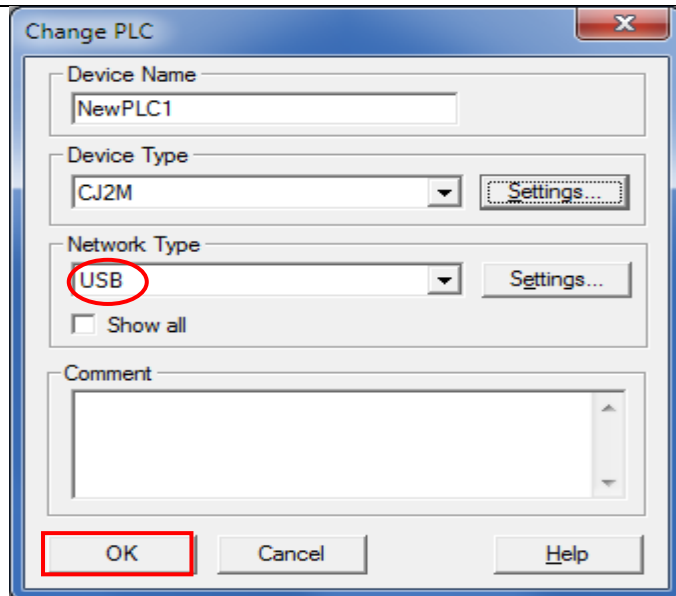 Change PLC
Device Name
NewPLC1
Device Type
CJ2M Settings...
Network Type
USB Settings...
Show all
Comment
OK Cancel Help